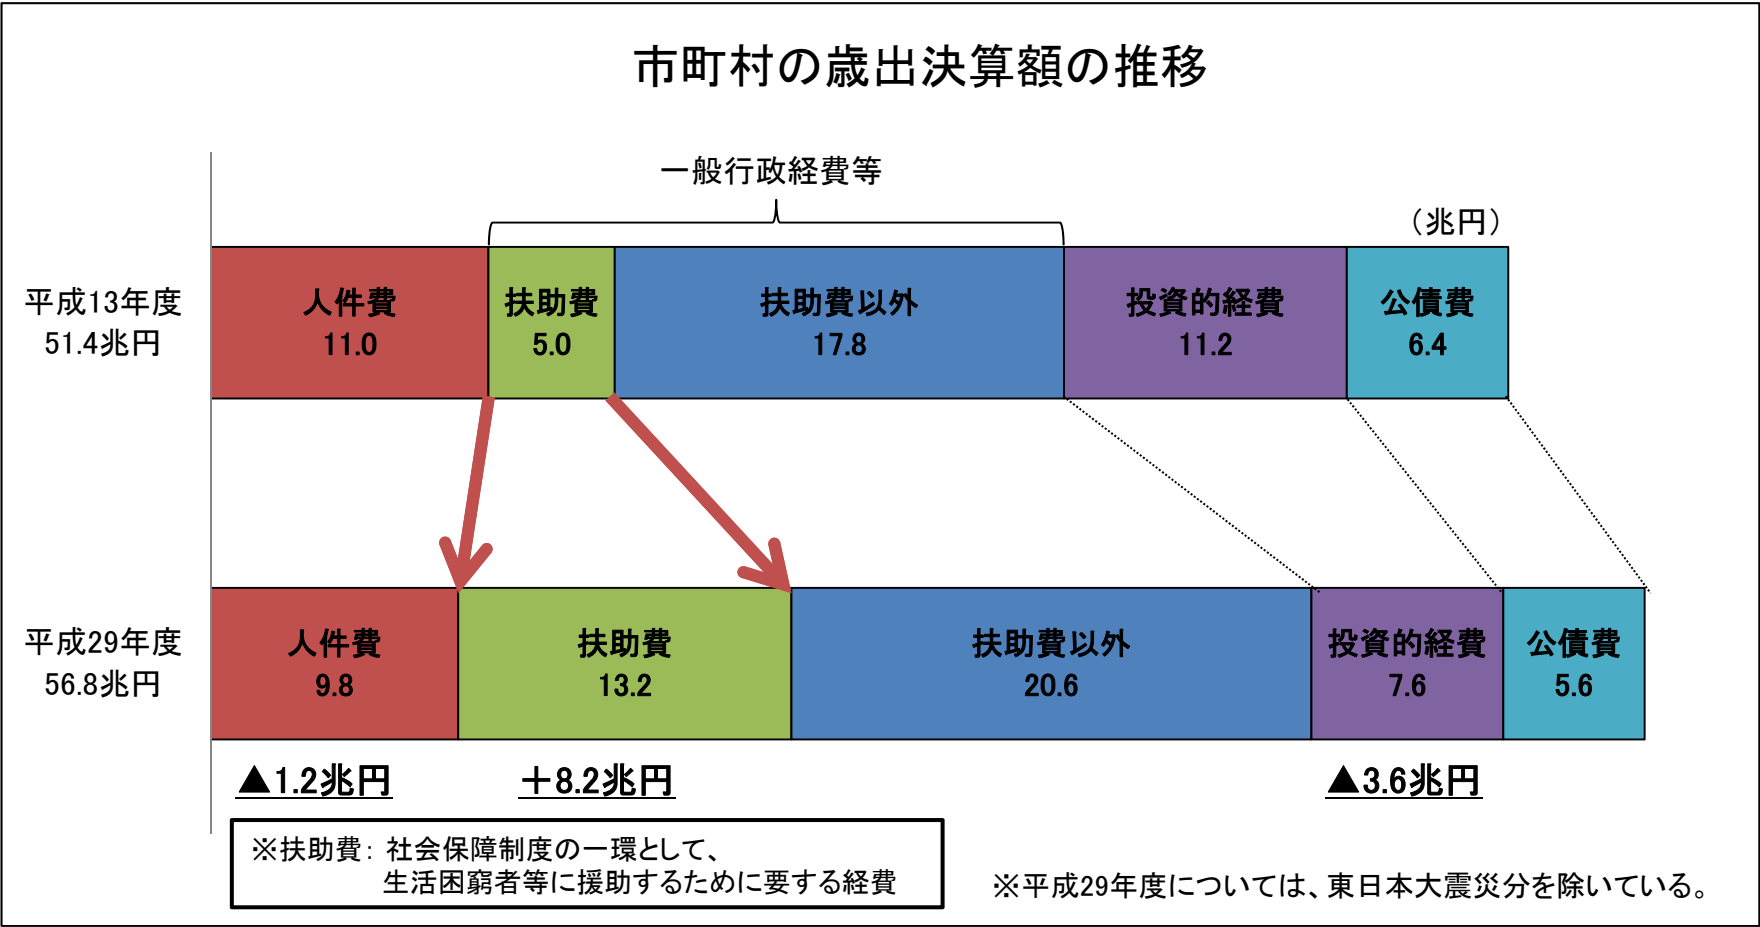 市町村の歳出決算額の推移
一般行政経費等
（兆円）
平成13年度
51.4兆円
人件費
11.0
扶助費
5.0
扶助費以外
17.8
投資的経費
11.2
公債費
6.4
平成29年度
56.8兆円
人件費
9.8
扶助費
13.2
扶助費以外
20.6
投資的経費
7.6
公債費
5.6
▲1.2兆円
＋8.2兆円
▲3.6兆円
※扶助費： 社会保障制度の一環として、
生活困窮者等に援助するために要する経費
※平成29年度については、東日本大震災分を除いている。